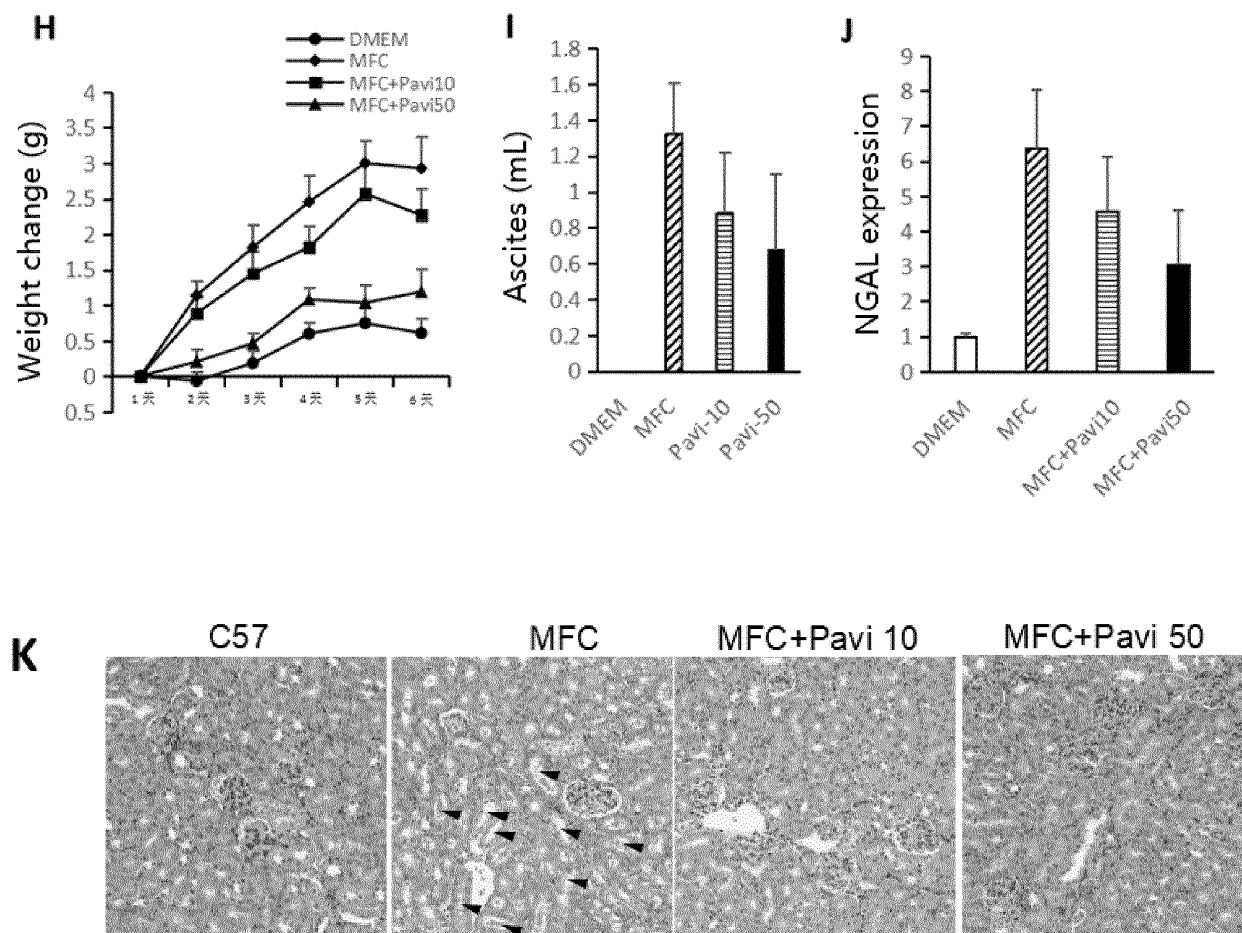 H
DMEM
MFC
MFC+Pavi10
MFC+Pavi50
Weight change (g)
4
3.5
3
2.5
2
1.5
1
0.5
0
0.5
1天 2天 3天 4天 5天 6天
I
Ascites (mL)
1.8
1.6
1.4
1.2
1
0.8
0.6
0.4
0.2
0
DMEM
MFC
Pavi-10
Pavi-50
J
NGAL expression
9
8
7
6
5
4
3
2
1
0
DMEM
MFC
MFC+Pavi10
MFC+Pavi50
K
C57
MFC
MFC+Pavi 10
MFC+Pavi 50